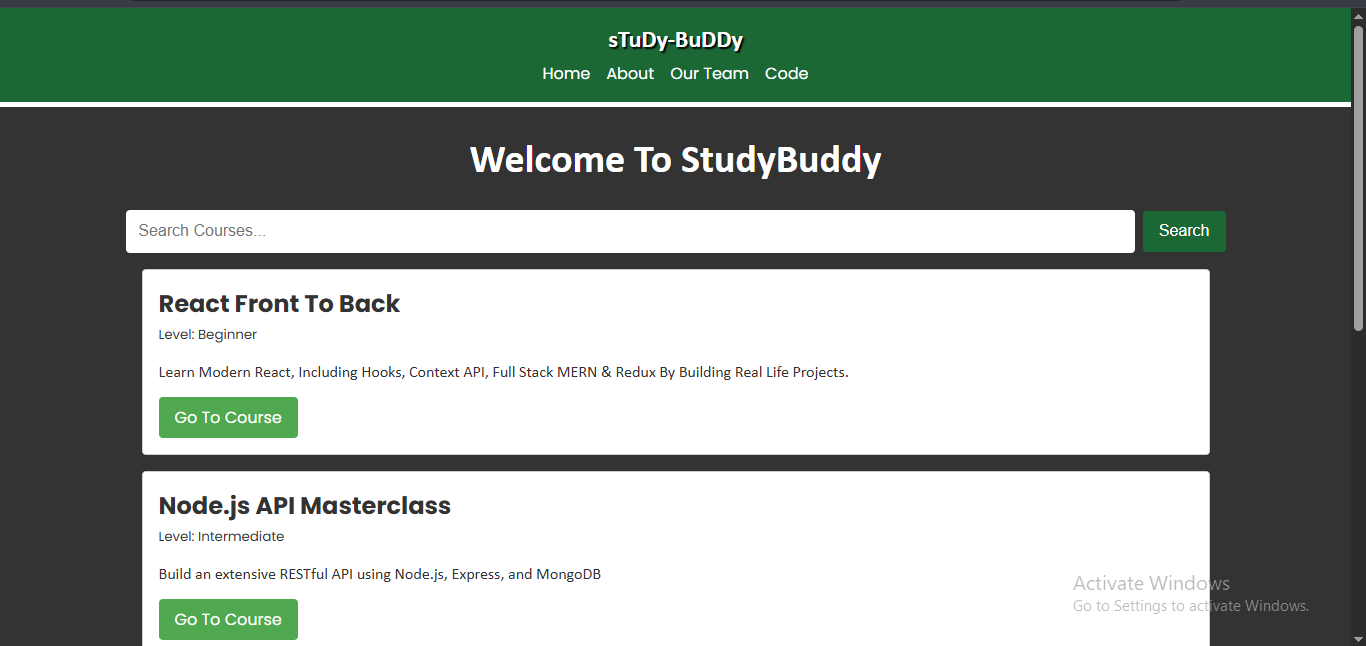 sTuDy-BuDDy
Home About Our Team Code
Welcome To StudyBuddy
Search Courses... Search
React Front To Back
Level: Beginner
Learn Modern React, Including Hooks, Context API, Full Stack MERN & Redux By Building Real Life Projects.
Go To Course
Node.js API Masterclass
Level: Intermediate
Build an extensive RESTful API using Node.js, Express, and MongoDB
Go To Course
Activate Windows
Go to Settings to activate Windows.